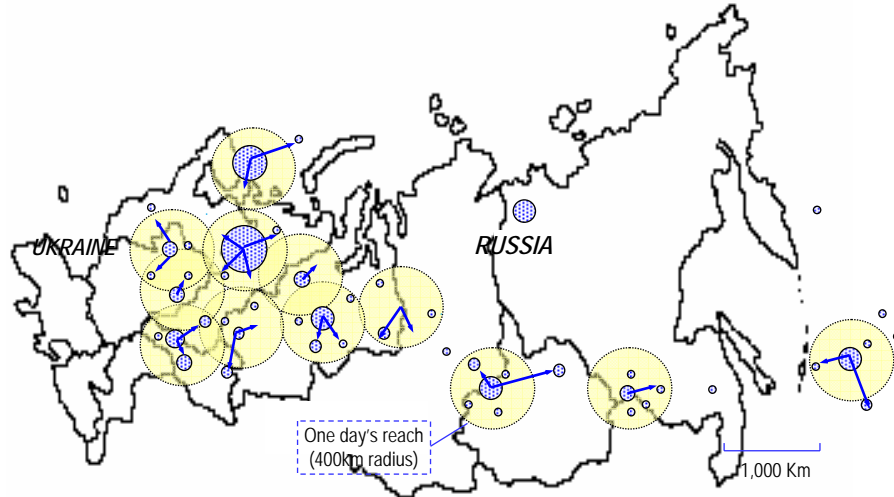 UKRAINE
RUSSIA
One day's reach
(400km radius)
1,000 Km